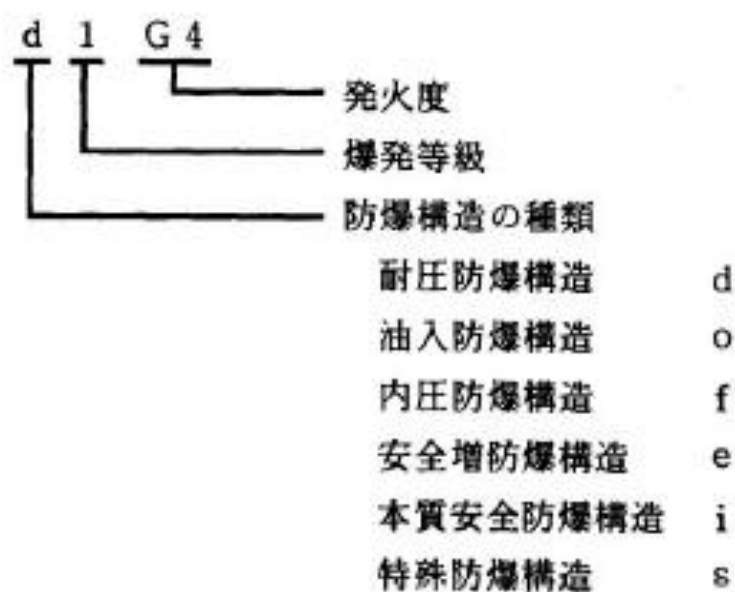 d 1 G4
発火度
爆発等級
防爆構造の種類
耐圧防爆構造 d
油入防爆構造 o
内圧防爆構造 f
安全増防爆構造 e
本質安全防爆構造 i
特殊防爆構造 s